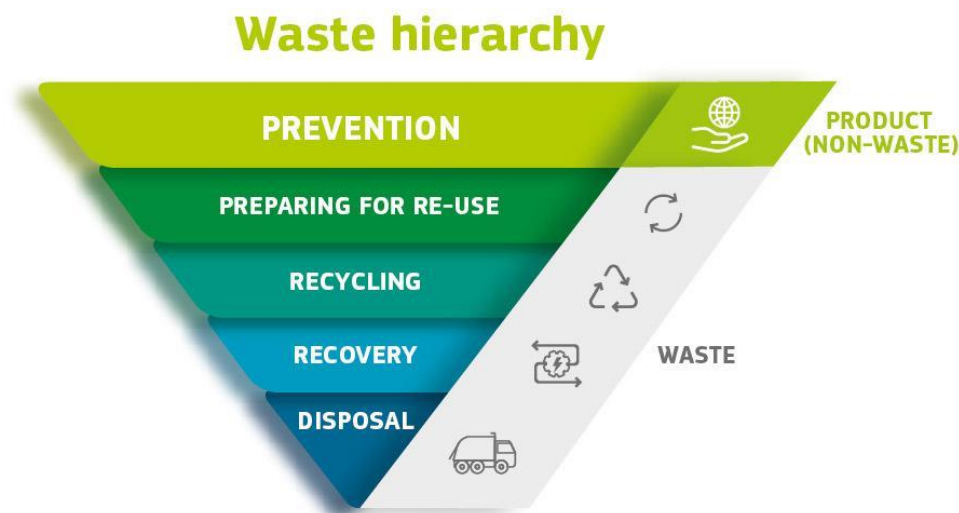 Waste hierarchy
PREVENTION
PRODUCT
(NON-WASTE)
PREPARING FOR RE-USE
RECYCLING
RECOVERY
WASTE
DISPOSAL